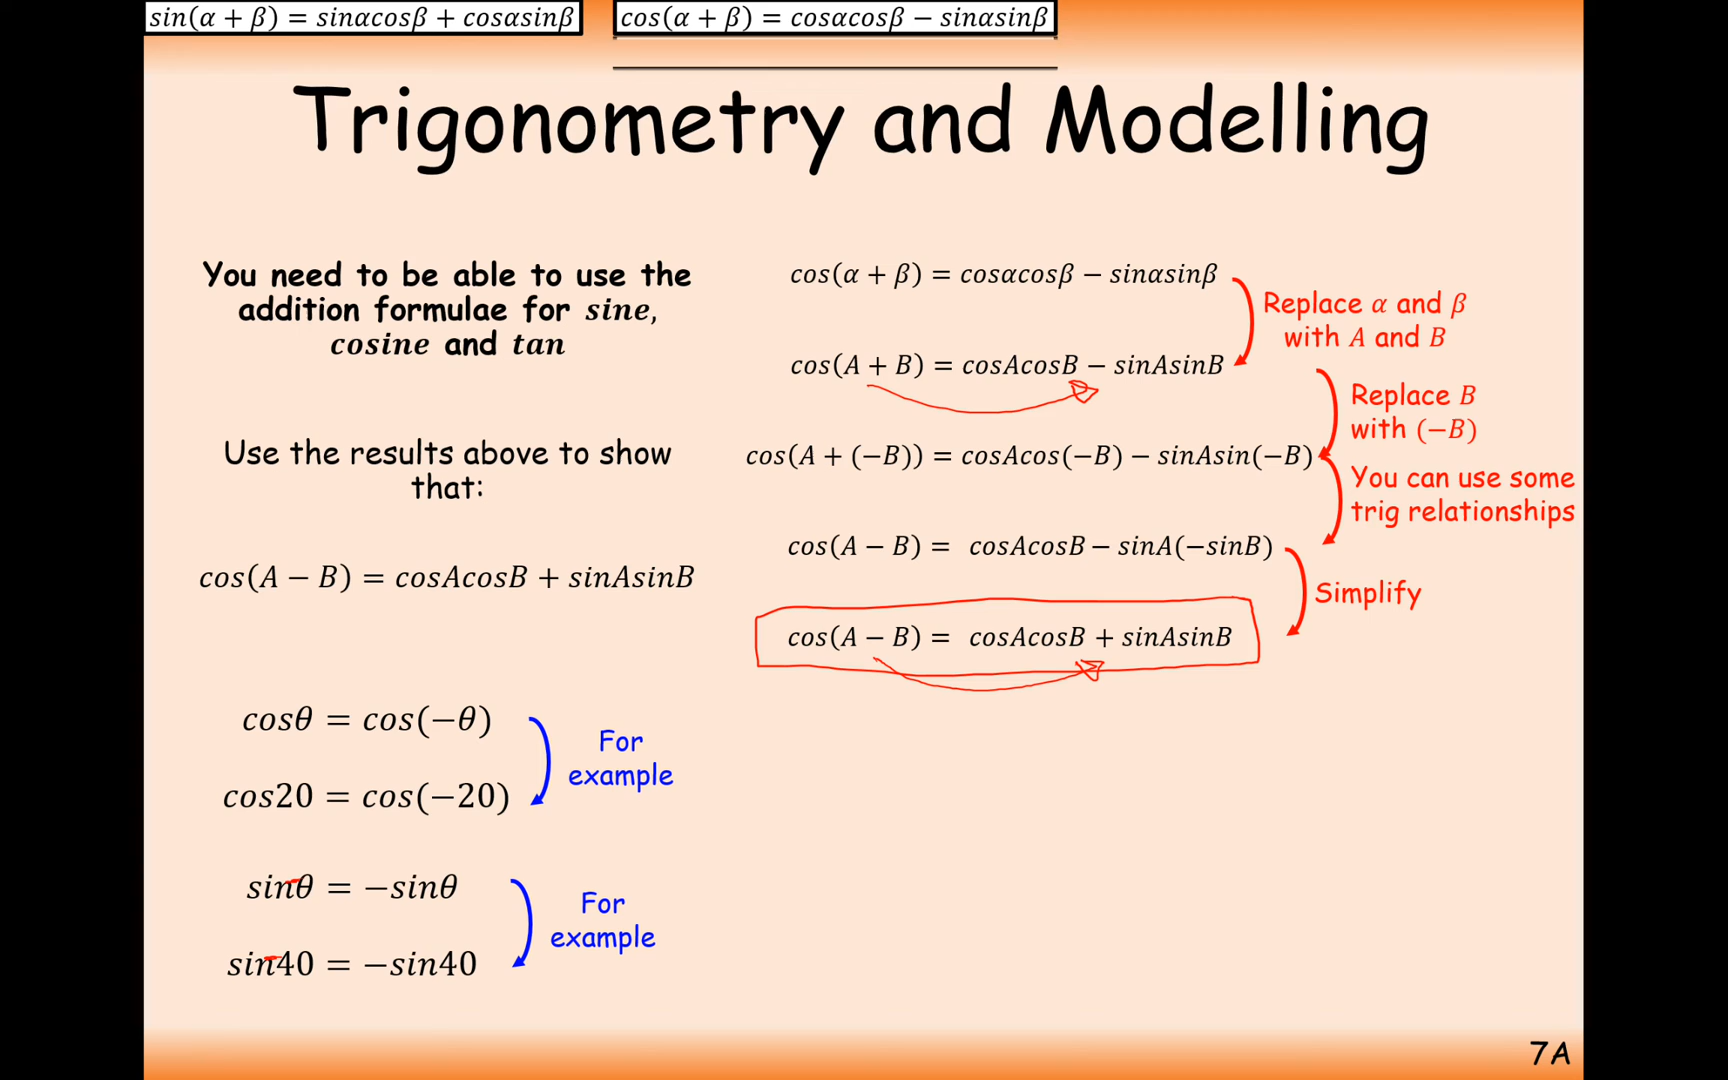 sin(α + β) = sinαcosβ + cosαsinβ
cos(α + β) = cosαcosβ − sinαsinβ
Trigonometry and Modelling
You need to be able to use the
addition formulae for sine,
cosine and tan
Use the results above to show
that:
cos(A − B) = cosAcosB + sinAsinB
cosθ = cos(−θ)
For
example
cos20 = cos(−20)
sin-θ = −sinθ
For
example
sin-40 = −sin40
cos(α + β) = cosαcosβ − sinαsinβ
Replace α and β
with A and B
cos(A + B) = cosAcosB − sinAsinB
Replace B
with (−B)
cos(A + (−B)) = cosAcos(−B) − sinAsin(−B)
You can use some
trig relationships
cos(A − B) = cosAcosB − sinA(−sinB)
Simplify
cos(A − B) = cosAcosB + sinAsinB
7A